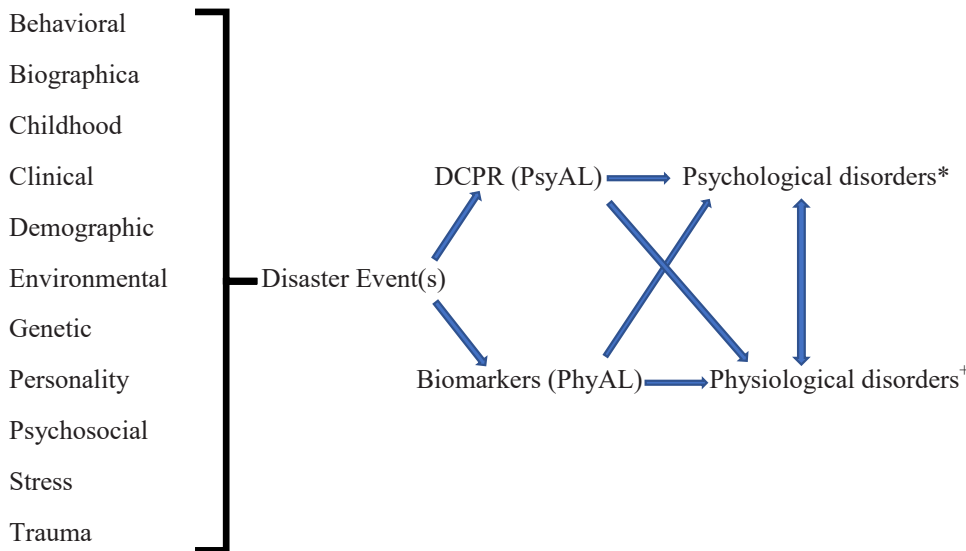 Behavioral
Biographica
Childhood
Clinical
DCPR (PsyAL)
Psychological disorders*
Demographic
Environmental
Disaster Event(s)
Genetic
Personality
Biomarkers (PhyAL)
Physiological disorders+
Psychosocial
Stress
Trauma